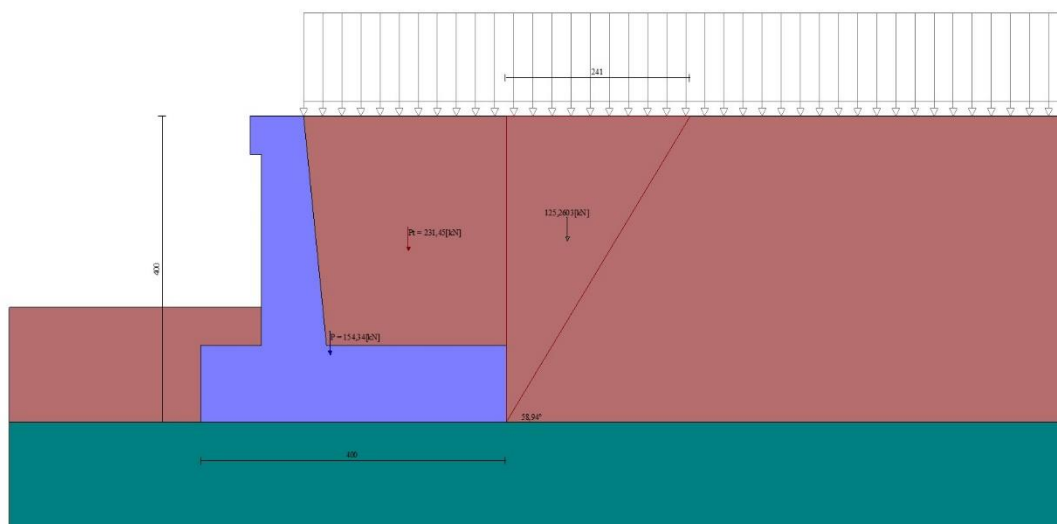 241
125,2603[kN]
Pt = 231,45[kN]
400
P = 154,34[kN]
58,94°
400